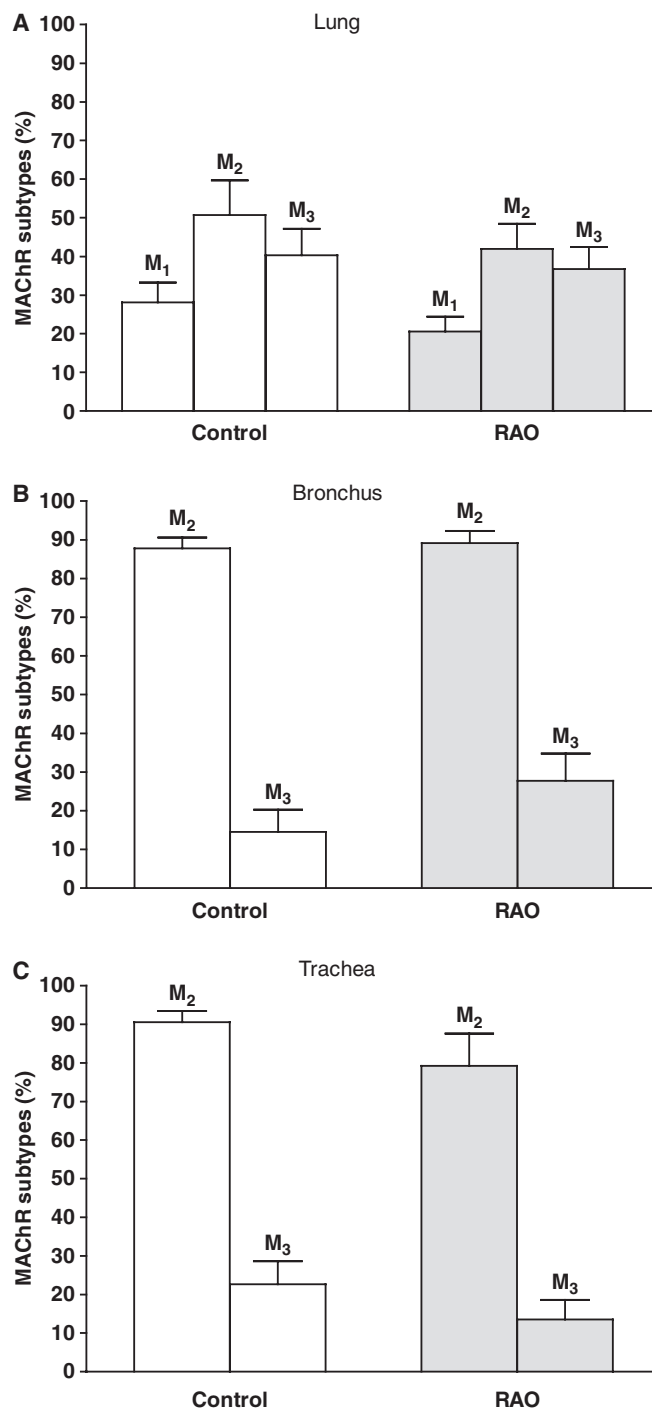 A Lung
MAChR subtypes (%)
100
90
80
70
60
50
40
30
20
10
0
M1
M2
M3
M1
M2
M3
Control RAO
B Bronchus
MAChR subtypes (%)
100
90
80
70
60
50
40
30
20
10
0
M2
M3
M2
M3
Control RAO
C Trachea
MAChR subtypes (%)
100
90
80
70
60
50
40
30
20
10
0
M2
M3
M2
M3
Control RAO